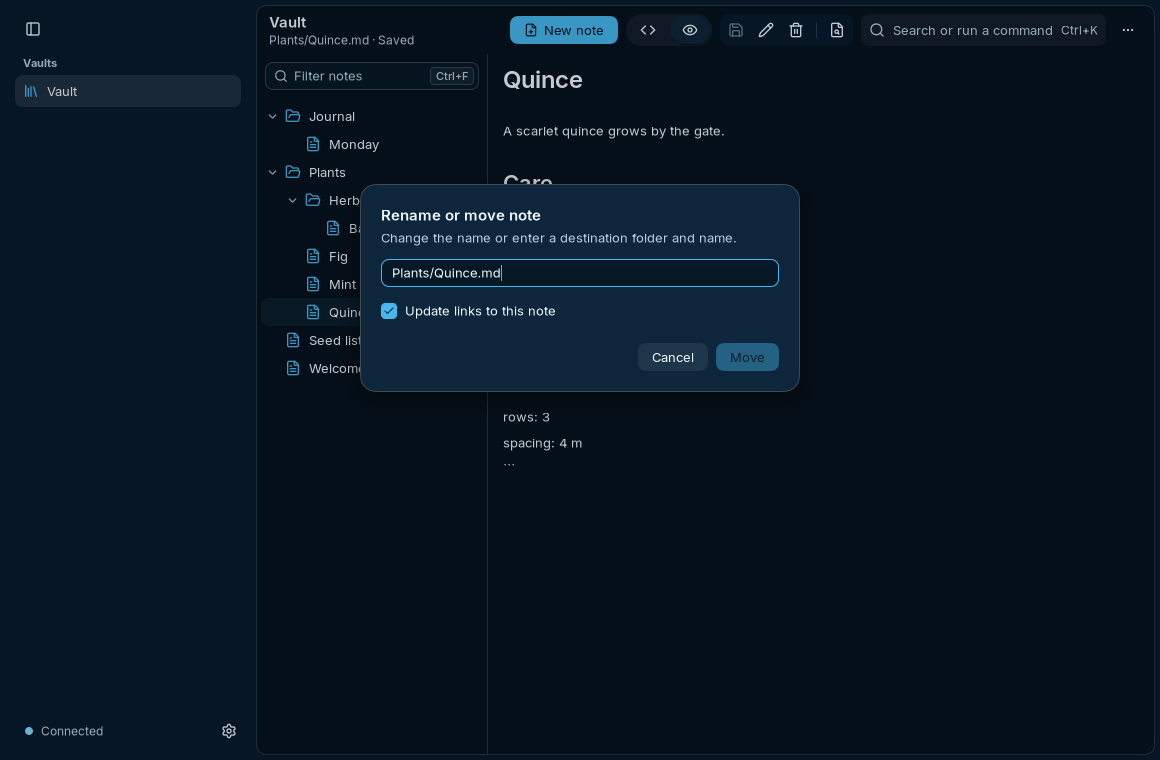 Vaults
Vault
Connected
Vault
Plants/Quince.md · Saved
New note
Search or run a command Ctrl+K
Filter notes Ctrl+F
Journal
Monday
Plants
Fig
Mint
Seed list
Welcome
Quince
A scarlet quince grows by the gate.
Care
Rename or move note
Change the name or enter a destination folder and name.
Plants/Quince.md
Update links to this note
Cancel
Move
rows: 3
spacing: 4 m
...